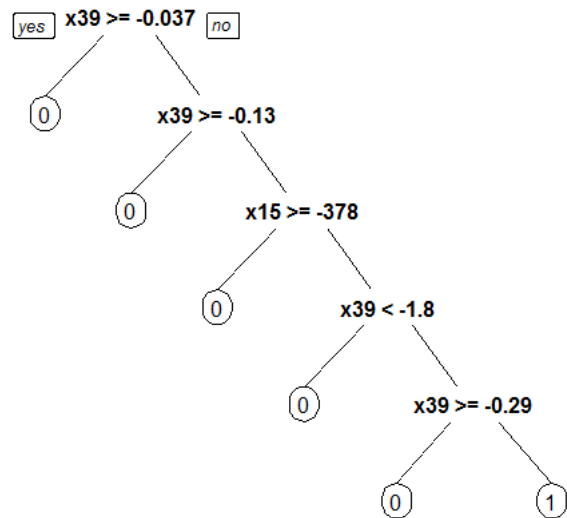 yes x39 >= -0.037 no
0 x39 >= -0.13
0 x15 >= -378
0 x39 < -1.8
0 x39 >= -0.29
0 1